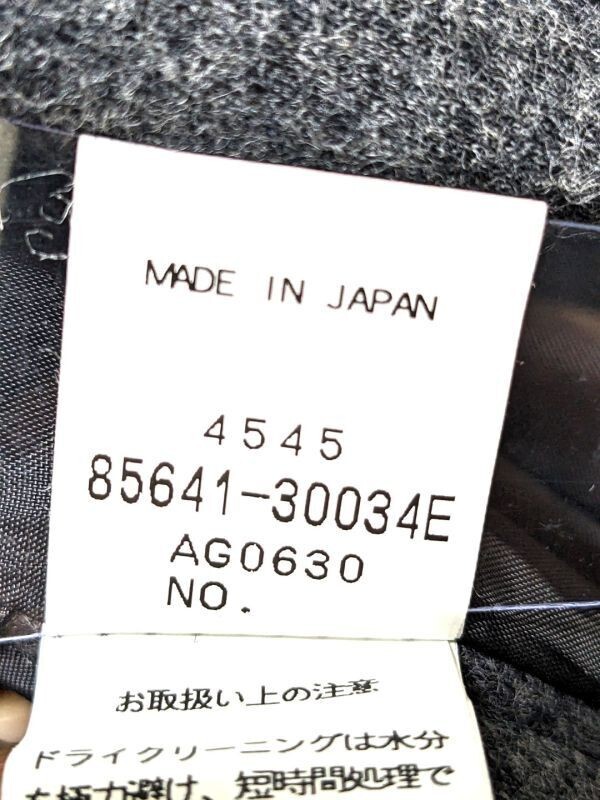 MADE IN JAPAN
4545
85641-30034E
AG0630
NO.
お取扱い上の注意
ドライクリーニングは水分
を極力避け、短時間処理で